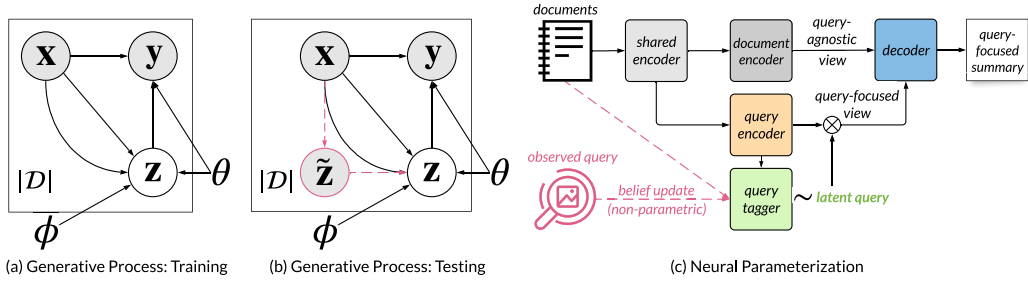 x
y
z
|D|
θ
ϕ
(a) Generative Process: Training
x
y
z̃
z
|D|
θ
ϕ
(b) Generative Process: Testing
documents
shared
encoder
document
encoder
query-
agnostic
view
decoder
query-
focused
summary
query
encoder
query-focused
view
observed query
belief update
(non-parametric)
query
tagger
~ latent query
(c) Neural Parameterization